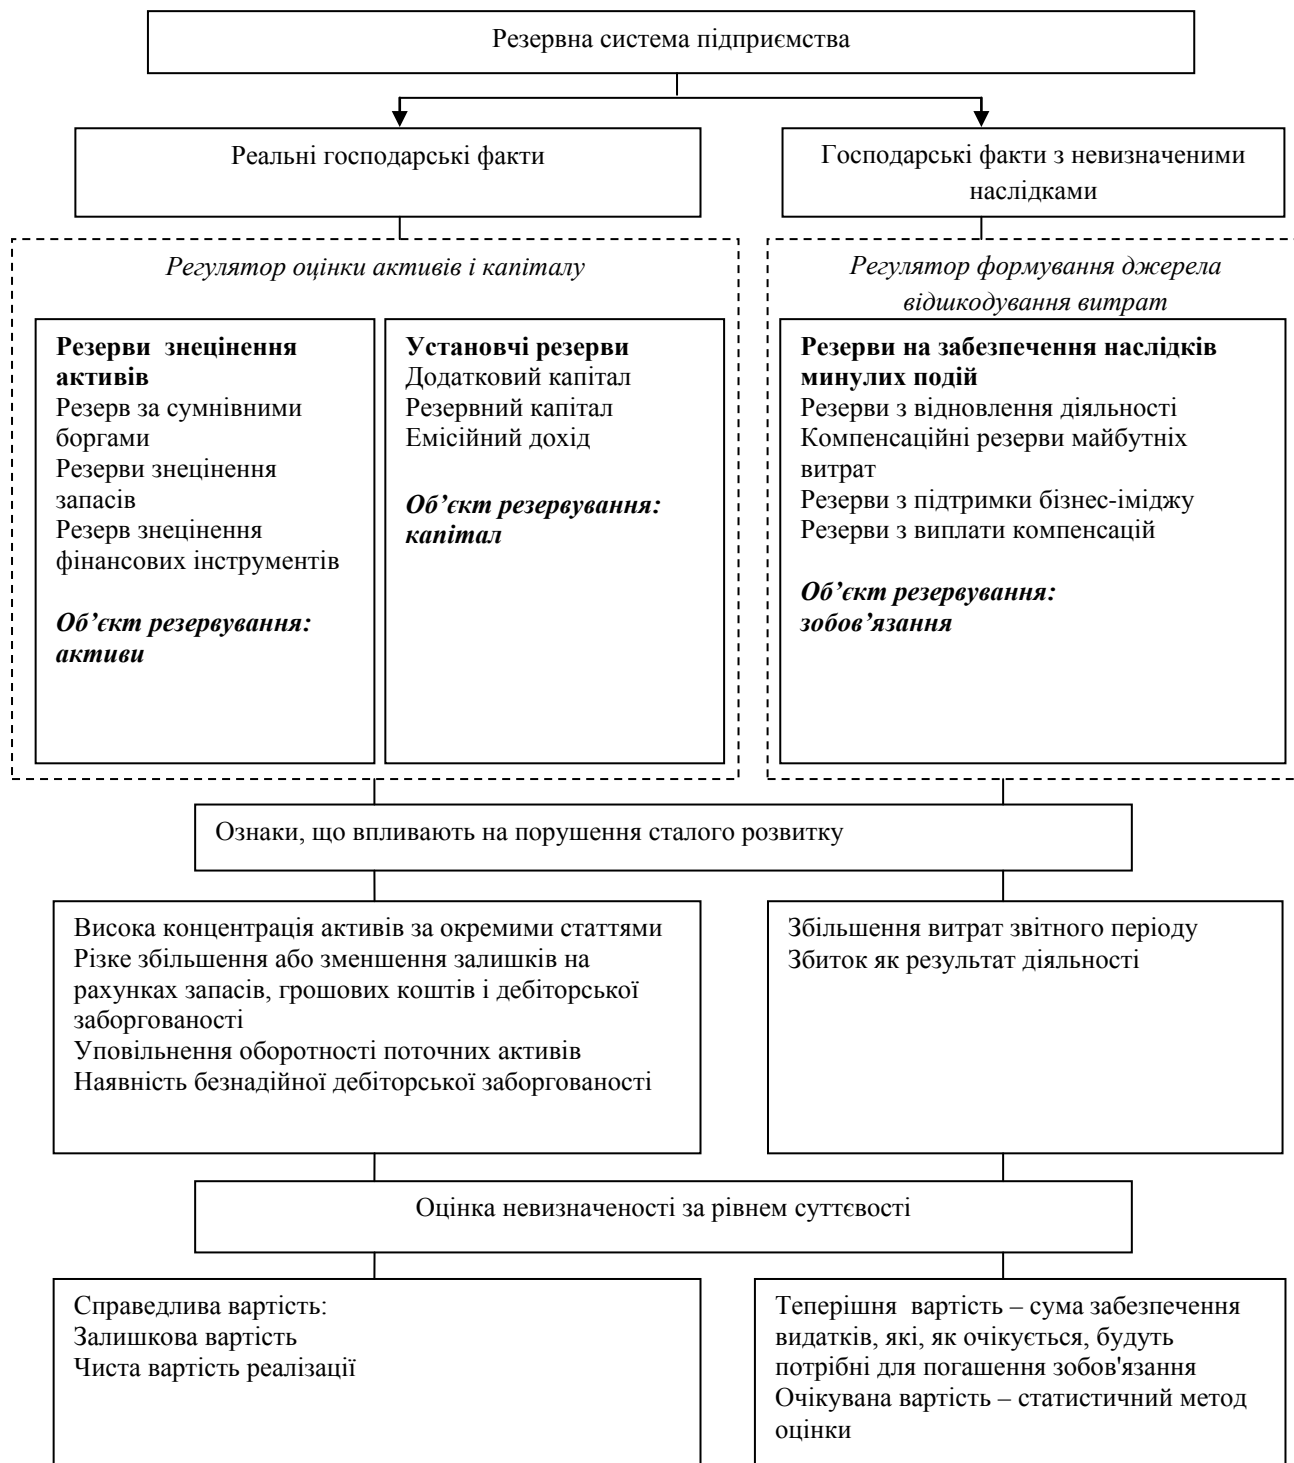 Резервна система підприємства
Реальні господарські факти
Господарські факти з невизначеними
наслідками
Регулятор оцінки активів і капіталу
Резерви знецінення
активів
Резерв за сумнівними
боргами
Резерви знецінення
запасів
Резерв знецінення
фінансових інструментів
Об’єкт резервування:
активи
Установчі резерви
Додатковий капітал
Резервний капітал
Емісійний дохід
Об’єкт резервування:
капітал
Регулятор формування джерела
відшкодування витрат
Резерви на забезпечення наслідків
минулих подій
Резерви з відновлення діяльності
Компенсаційні резерви майбутніх
витрат
Резерви з підтримки бізнес-іміджу
Резерви з виплати компенсацій
Об’єкт резервування:
зобов’язання
Ознаки, що впливають на порушення сталого розвитку
Висока концентрація активів за окремими статтями
Різке збільшення або зменшення залишків на
рахунках запасів, грошових коштів і дебіторської
заборгованості
Уповільнення оборотності поточних активів
Наявність безнадійної дебіторської заборгованості
Збільшення витрат звітного періоду
Збиток як результат діяльності
Оцінка невизначеності за рівнем суттєвості
Справедлива вартість:
Залишкова вартість
Чиста вартість реалізації
Теперішня вартість – сума забезпечення
видатків, які, як очікується, будуть
потрібні для погашення зобов'язання
Очікувана вартість – статистичний метод
оцінки